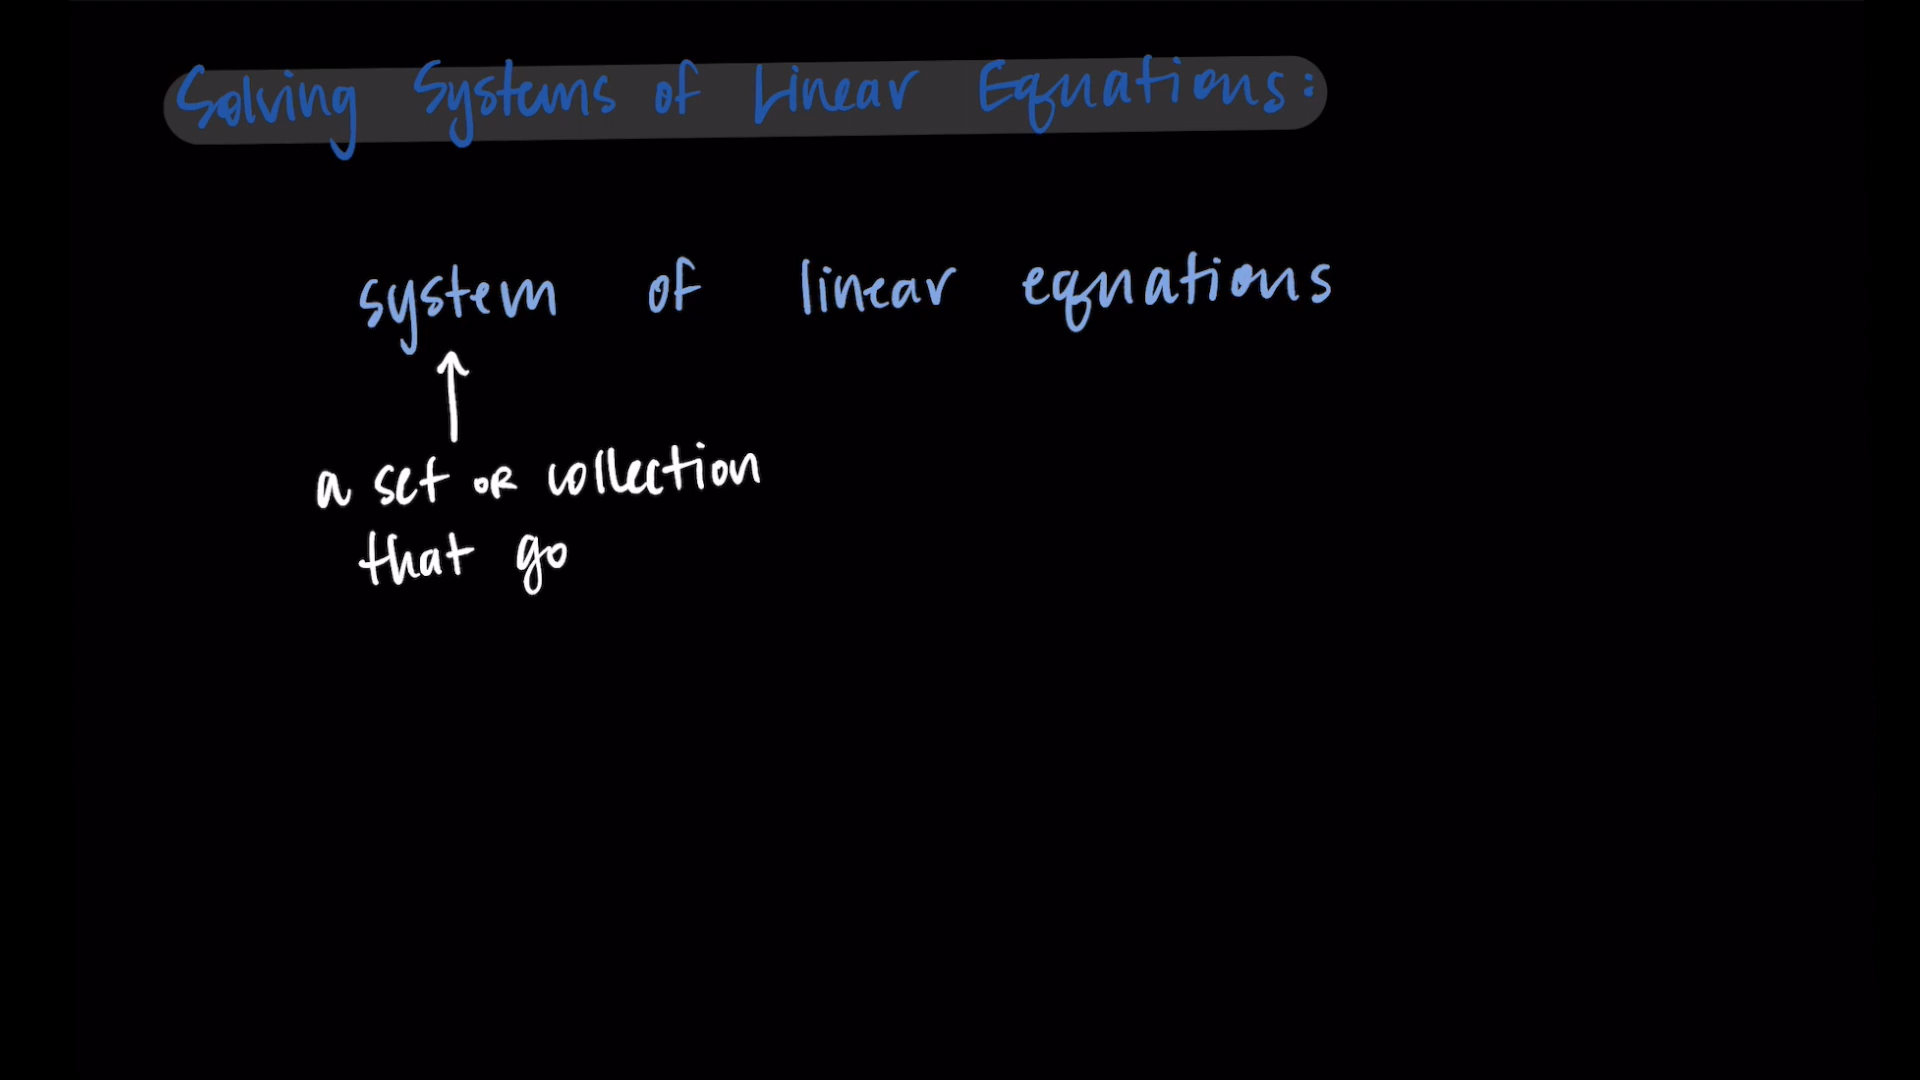 Solving Systems of Linear Equations:
system of linear equations
a set OR collection
that go